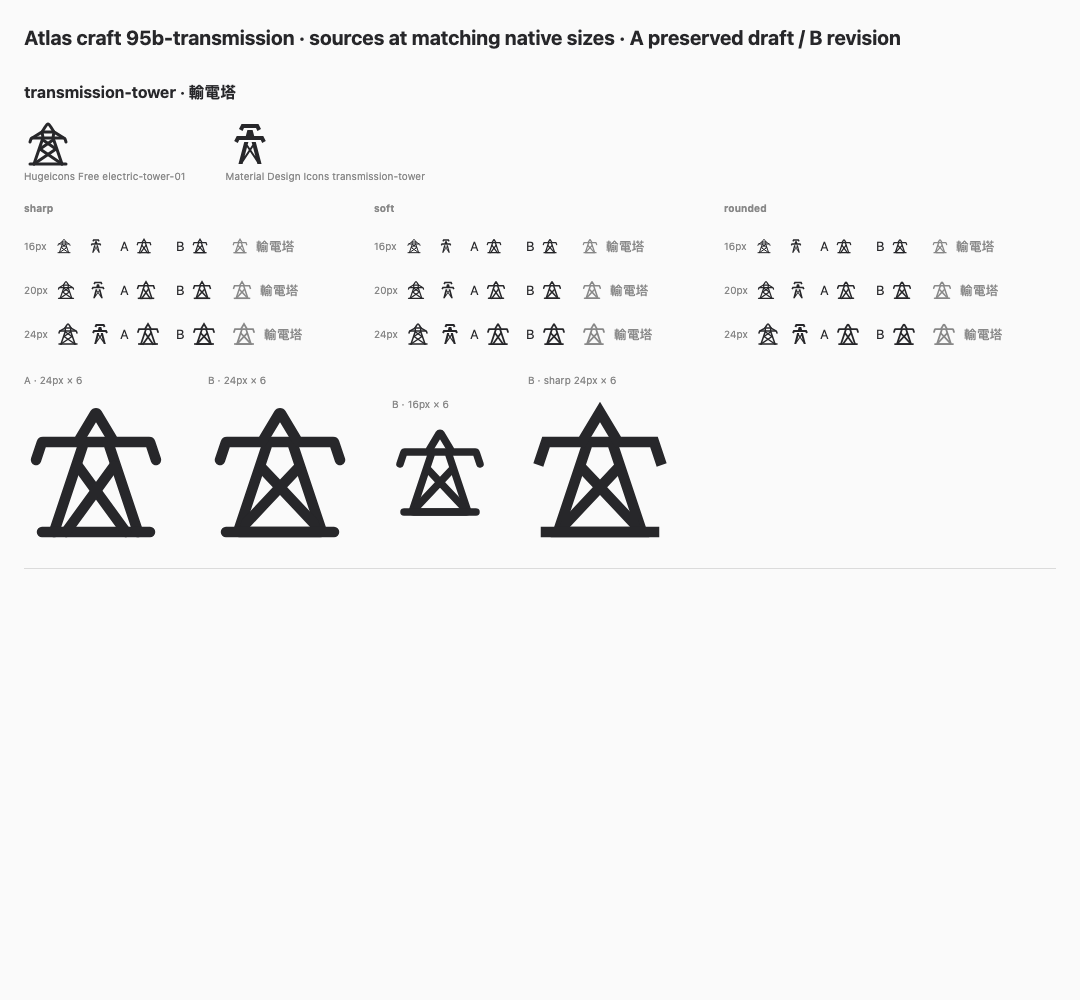 Atlas craft 95b-transmission · sources at matching native sizes · A preserved draft / B revision
transmission-tower · 輸電塔
Hugeicons Free electric-tower-01
Material Design Icons transmission-tower
sharp
soft
rounded
16px A B 輸電塔
16px A B 輸電塔
16px A B 輸電塔
20px A B 輸電塔
20px A B 輸電塔
20px A B 輸電塔
24px A B 輸電塔
24px A B 輸電塔
24px A B 輸電塔
A · 24px × 6
B · 24px × 6
B · 16px × 6
B · sharp 24px × 6